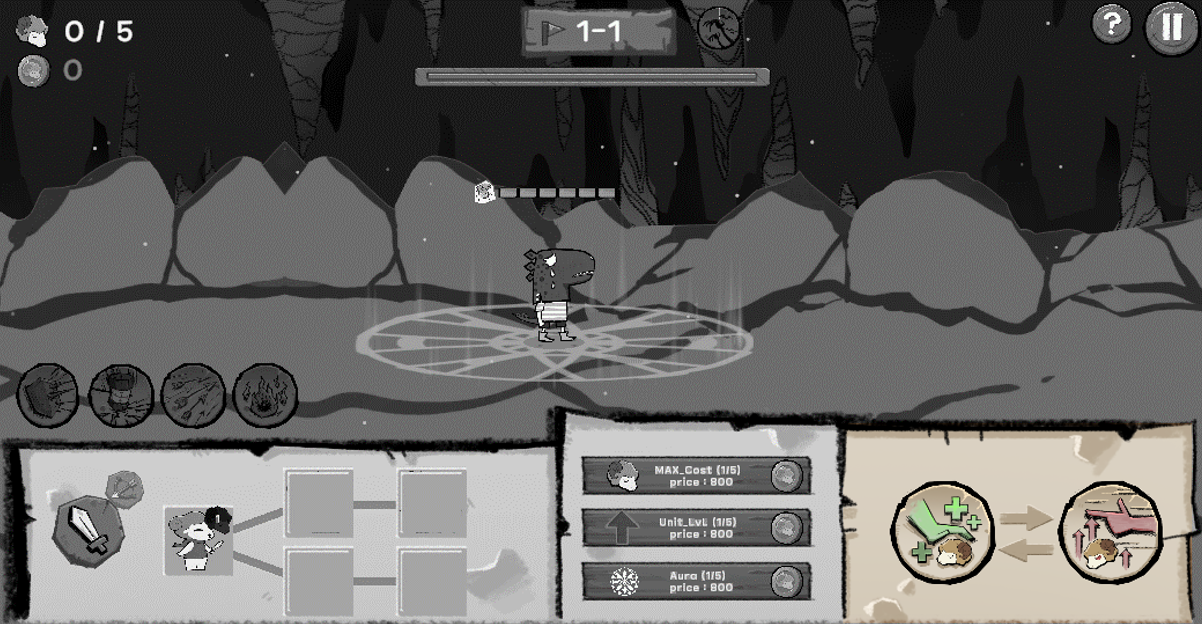 0 / 5
0
1-1
?
MAX_Cost (1/5)
price : 800
Unit_Lvl (1/5)
price : 800
Aura (1/5)
price : 800
1